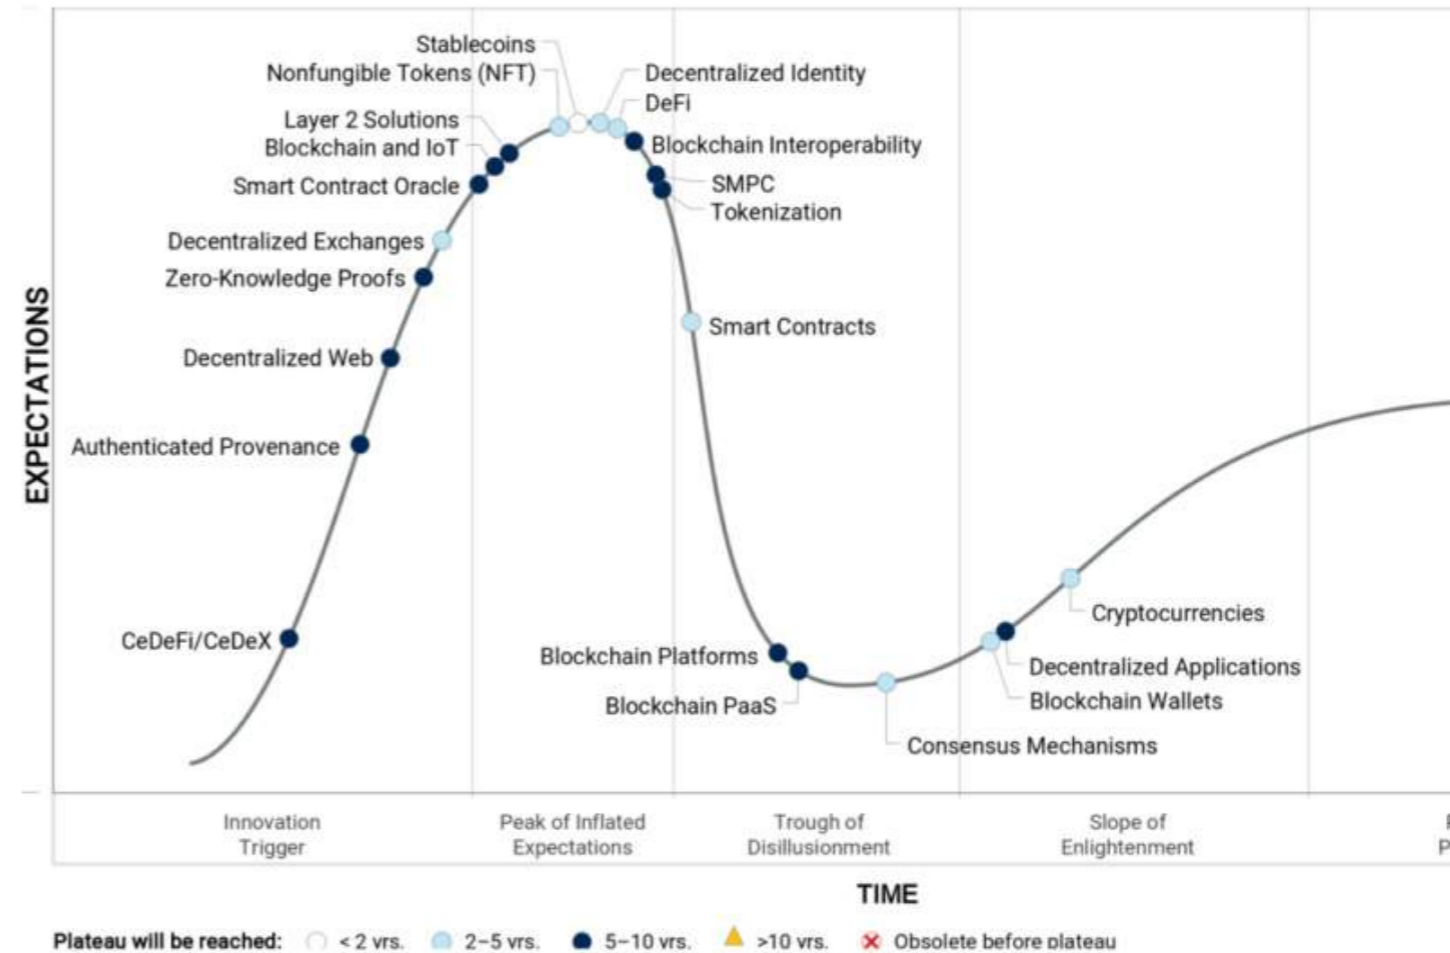 Stablecoins
Nonfungible Tokens (NFT)
Decentralized Identity
DeFi
Layer 2 Solutions
Blockchain and IoT
Blockchain Interoperability
Smart Contract Oracle
SMPC
Tokenization
Decentralized Exchanges
Zero-Knowledge Proofs
Smart Contracts
Decentralized Web
Authenticated Provenance
CeDeFi/CeDeX
Blockchain Platforms
Blockchain PaaS
Consensus Mechanisms
Cryptocurrencies
Decentralized Applications
Blockchain Wallets
EXPECTATIONS
Innovation
Trigger
Peak of Inflated
Expectations
Trough of
Disillusionment
Slope of
Enlightenment
TIME
Plateau will be reached: < 2 yrs. 2–5 yrs. 5–10 yrs. >10 yrs. Obsolete before plateau